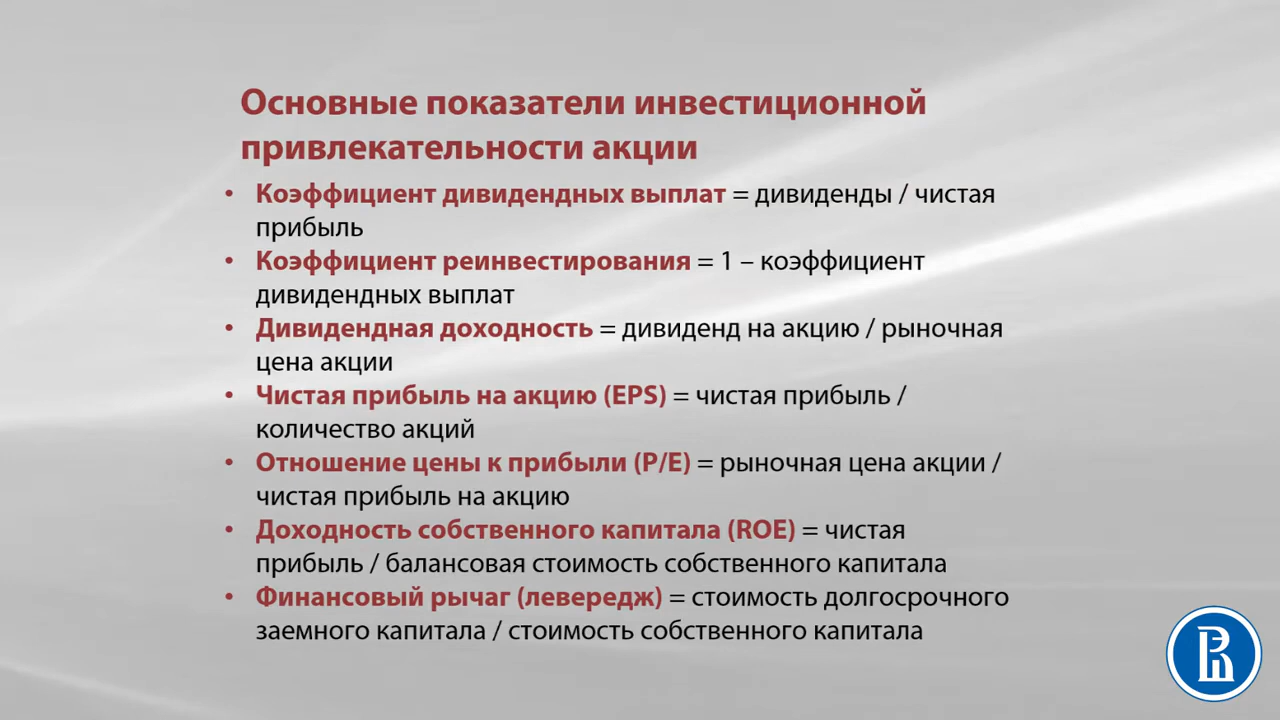 Основные показатели инвестиционной
привлекательности акции
• Коэффициент дивидендных выплат = дивиденды / чистая
прибыль
• Коэффициент реинвестирования = 1 – коэффициент
дивидендных выплат
• Дивидендная доходность = дивиденд на акцию / рыночная
цена акции
• Чистая прибыль на акцию (EPS) = чистая прибыль /
количество акций
• Отношение цены к прибыли (P/E) = рыночная цена акции /
чистая прибыль на акцию
• Доходность собственного капитала (ROE) = чистая
прибыль / балансовая стоимость собственного капитала
• Финансовый рычаг (левередж) = стоимость долгосрочного
заемного капитала / стоимость собственного капитала